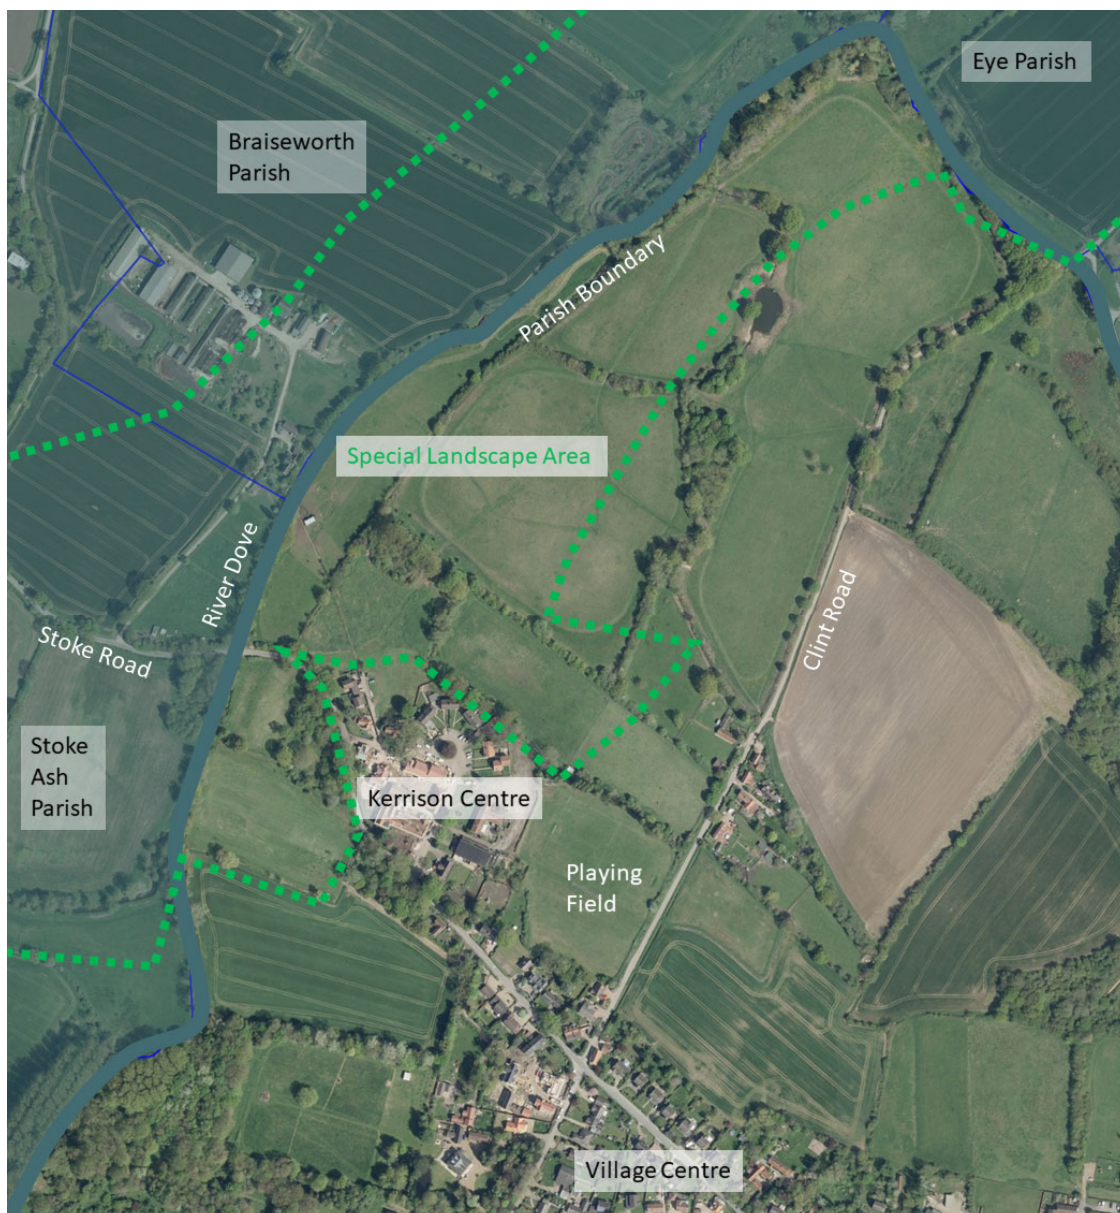 Eye Parish
Braiseworth
Parish
Parish Boundary
Special Landscape Area
River Dove
Stoke Road
Clint Road
Stoke
Ash
Parish
Kerrison Centre
Playing
Field
Village Centre